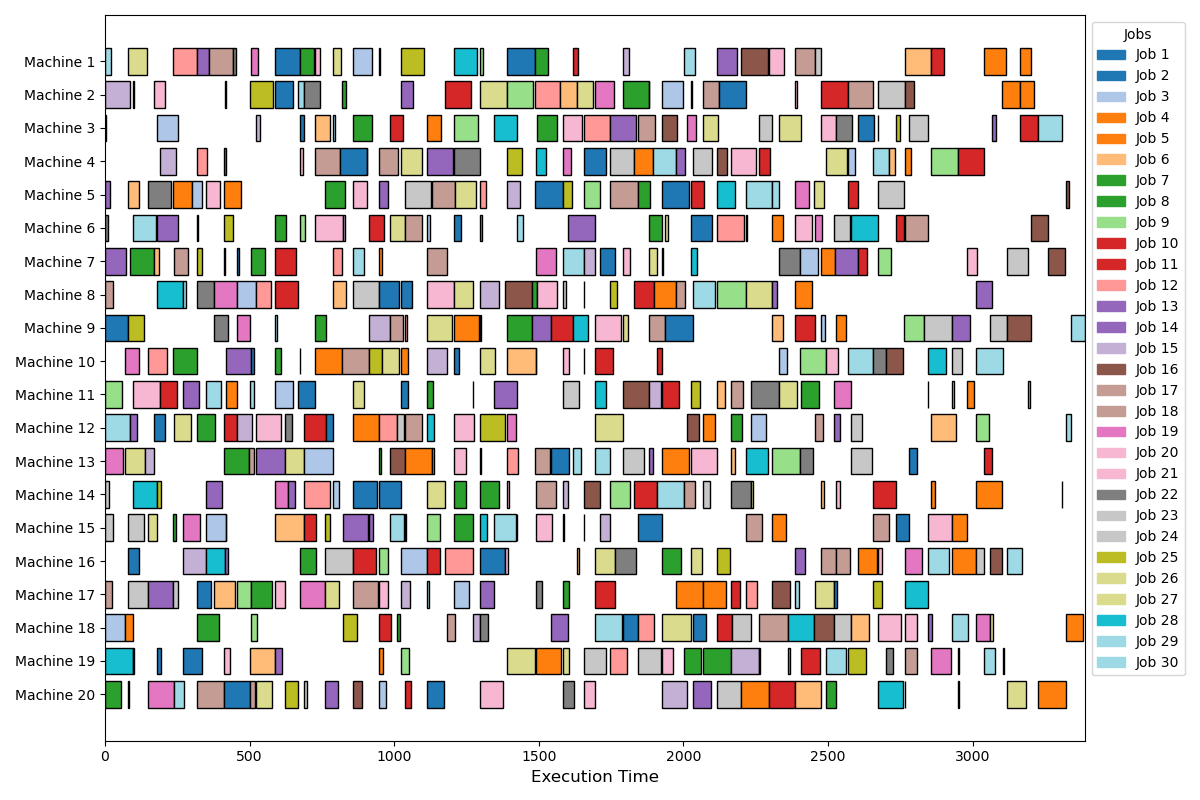 Machine 1
Machine 2
Machine 3
Machine 4
Machine 5
Machine 6
Machine 7
Machine 8
Machine 9
Machine 10
Machine 11
Machine 12
Machine 13
Machine 14
Machine 15
Machine 16
Machine 17
Machine 18
Machine 19
Machine 20
0 500 1000 1500 2000 2500 3000
Execution Time
Jobs
Job 1
Job 2
Job 3
Job 4
Job 5
Job 6
Job 7
Job 8
Job 9
Job 10
Job 11
Job 12
Job 13
Job 14
Job 15
Job 16
Job 17
Job 18
Job 19
Job 20
Job 21
Job 22
Job 23
Job 24
Job 25
Job 26
Job 27
Job 28
Job 29
Job 30